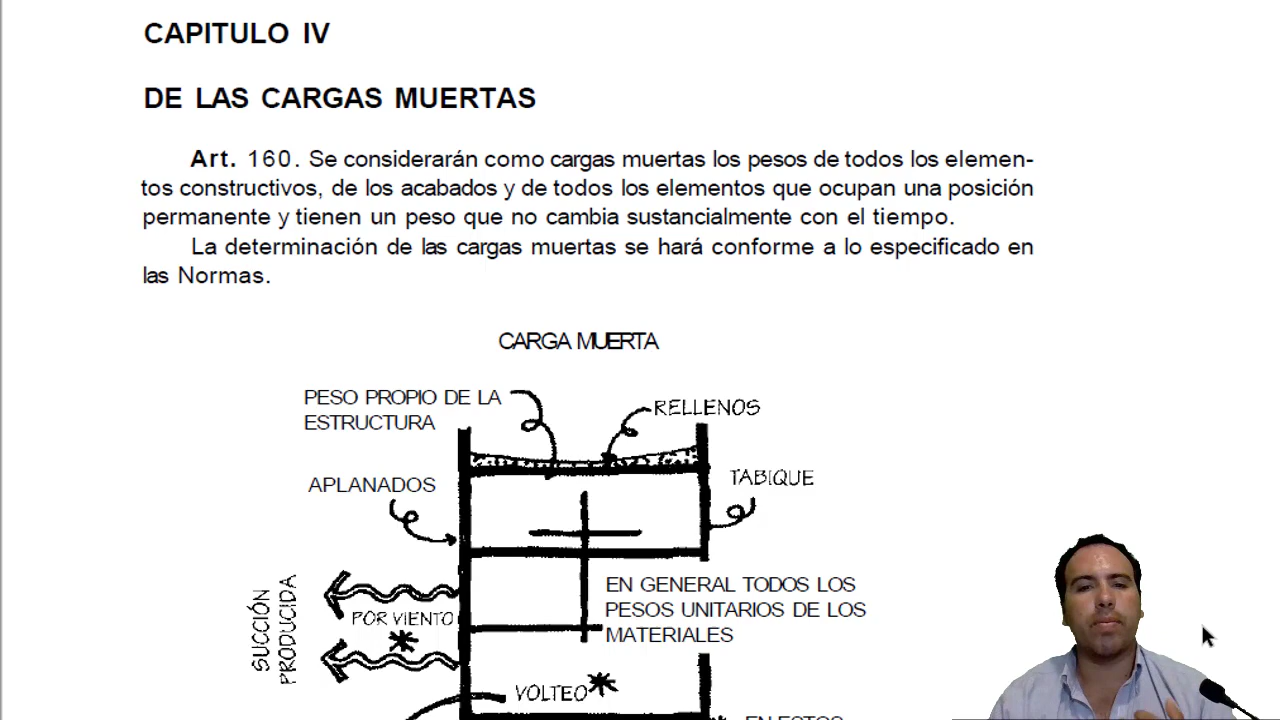 CAPITULO IV
DE LAS CARGAS MUERTAS
Art. 160. Se considerarán como cargas muertas los pesos de todos los elemen-
tos constructivos, de los acabados y de todos los elementos que ocupan una posición
permanente y tienen un peso que no cambia sustancialmente con el tiempo.
La determinación de las cargas muertas se hará conforme a lo especificado en
las Normas.
CARGA MUERTA
PESO PROPIO DE LA
ESTRUCTURA
RELLENOS
APLANADOS
TABIQUE
SUCCIÓN
PRODUCIDA
POR VIENTO
EN GENERAL TODOS LOS
PESOS UNITARIOS DE LOS
MATERIALES
VOLTEO
EN ESTOS